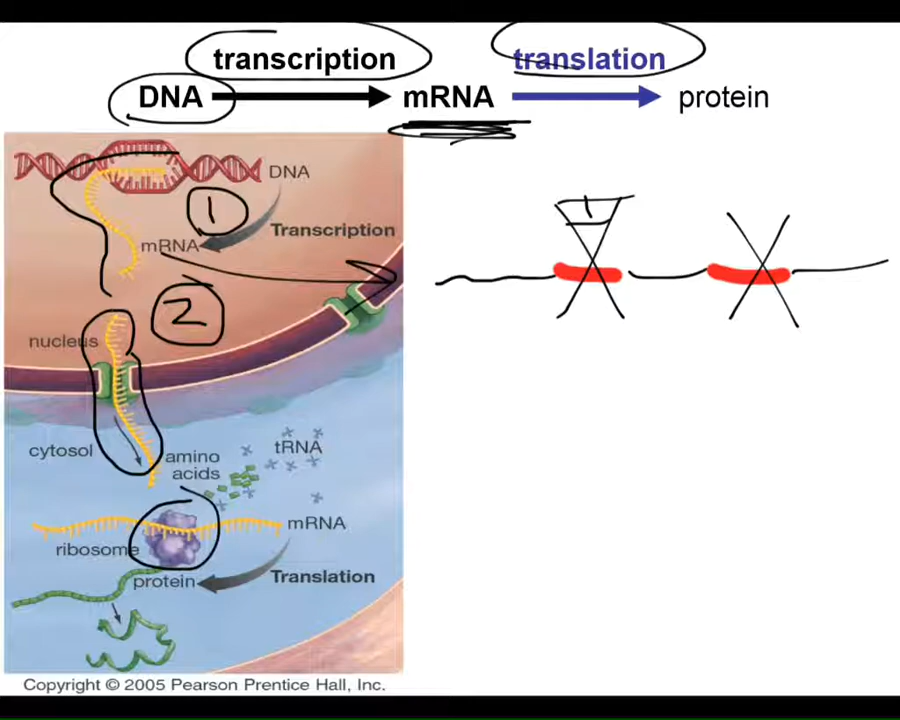 transcription translation
DNA mRNA protein
DNA
1
Transcription
mRNA
1
2
nucleus
cytosol
tRNA
amino
acids
mRNA
ribosome
protein
Translation
Copyright © 2005 Pearson Prentice Hall, Inc.